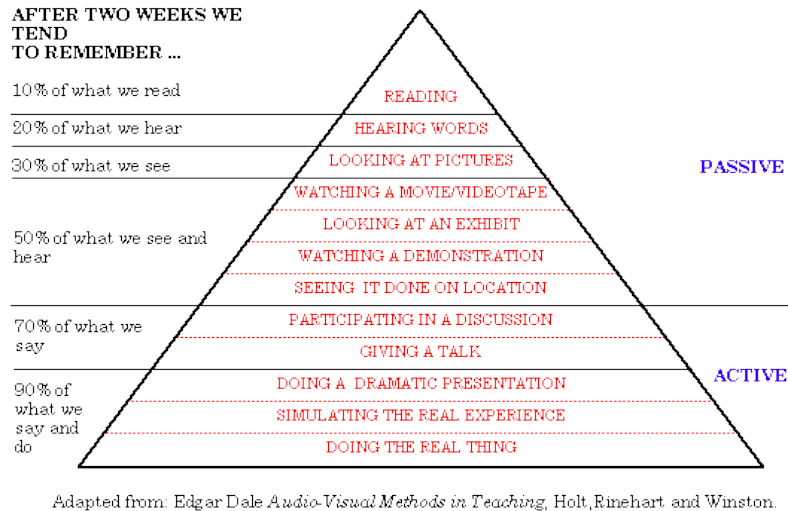 AFTER TWO WEEKS WE
TEND
TO REMEMBER ...
10% of what we read
READING
20% of what we hear
HEARING WORDS
30% of what we see
LOOKING AT PICTURES
PASSIVE
WATCHING A MOVIE/VIDEOTAPE
LOOKING AT AN EXHIBIT
50% of what we see and
hear
WATCHING A DEMONSTRATION
SEEING IT DONE ON LOCATION
70% of what we
say
PARTICIPATING IN A DISCUSSION
GIVING A TALK
ACTIVE
90% of
what we
say and
do
DOING A DRAMATIC PRESENTATION
SIMULATING THE REAL EXPERIENCE
DOING THE REAL THING
Adapted from: Edgar Dale Audio-Visual Methods in Teaching, Holt, Rinehart and Winston.